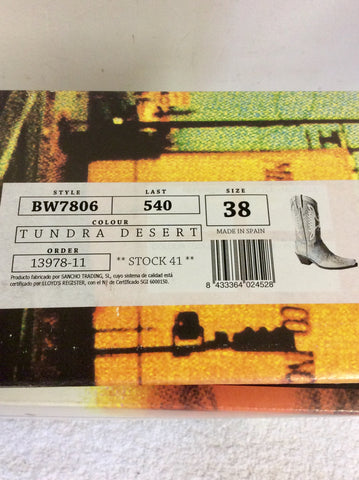 STYLE LAST SIZE
BW7806 540 38
COLOUR
TUNDRA DESERT MADE IN SPAIN
ORDER
13978-11 ** STOCK 41 **
Producto fabricado por SANCHO TRADING, SL, cuyo sistema de calidad está
certificado por LLOYD'S REGISTER, con el Nº de Certificado SGI 6000150.
8 433364 024528